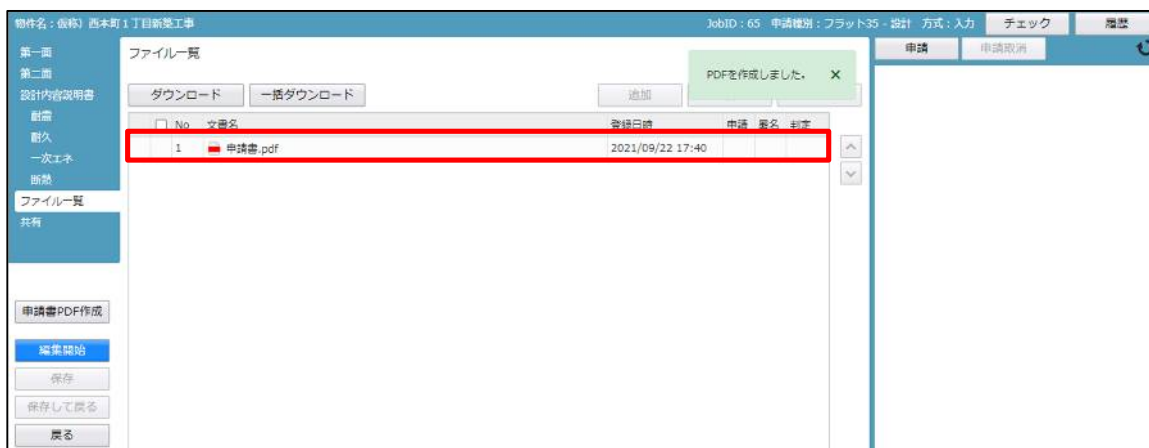 物件名:仮称)西本町1丁目新築工事
JobID:65 申請種別:フラット35 - 設計 方式:入力
チェック
履歴
第一面
第二面
設計内容説明書
耐震
耐久
一次エネ
断熱
ファイル一覧
共有
申請書PDF作成
編集開始
保存
保存して戻る
戻る
ファイル一覧
PDFを作成しました。 ×
ダウンロード
一括ダウンロード
追加
No 文書名 登録日時 申請 署名 判定
1 申請書.pdf 2021/09/22 17:40
申請
申請取消